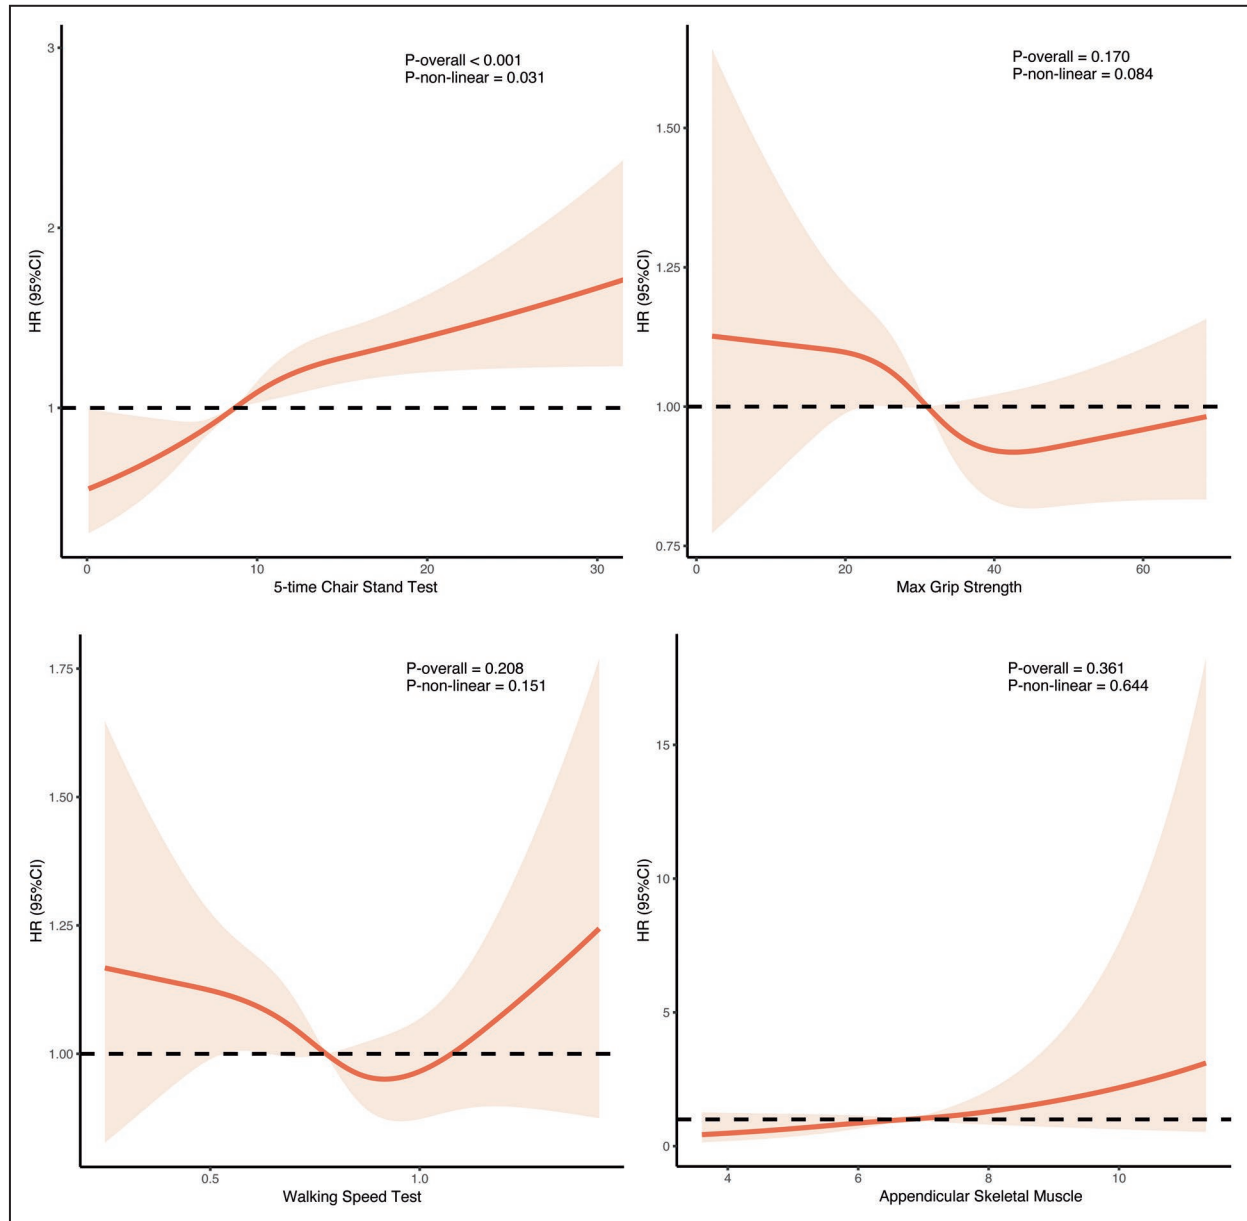 P-overall < 0.001
P-non-linear = 0.031
HR (95%CI)
3
2
1
0
10
20
30
5-time Chair Stand Test
P-overall = 0.170
P-non-linear = 0.084
HR (95%CI)
1.50
1.25
1.00
0.75
0
20
40
60
Max Grip Strength
P-overall = 0.208
P-non-linear = 0.151
HR (95%CI)
1.75
1.50
1.25
1.00
0.5
1.0
Walking Speed Test
P-overall = 0.361
P-non-linear = 0.644
HR (95%CI)
15
10
5
0
4
6
8
10
Appendicular Skeletal Muscle